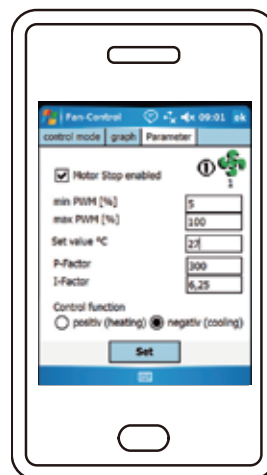 Fan-Control 09:01 ok
control mode graph Parameter
Motor Stop enabled ①
1
min PWM [%] 5
max PWM [%] 100
Set value °C 27
P-Factor 300
I-Factor 6,25
Control function
positiv (heating) negativ (cooling)
Set